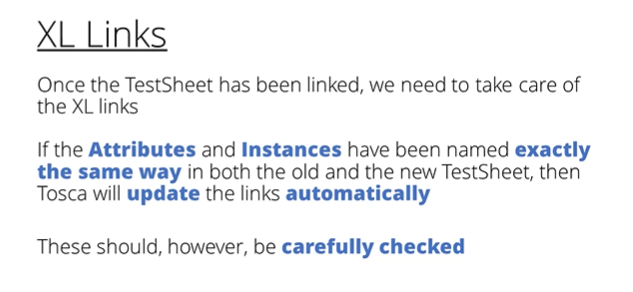 XL Links
Once the TestSheet has been linked, we need to take care of
the XL links
If the Attributes and Instances have been named exactly
the same way in both the old and the new TestSheet, then
Tosca will update the links automatically
These should, however, be carefully checked